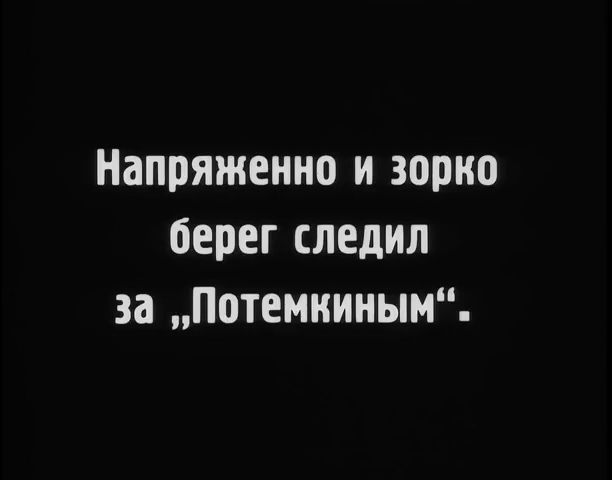 Напряженно и зорко
берег следил
за „Потемкиным“.